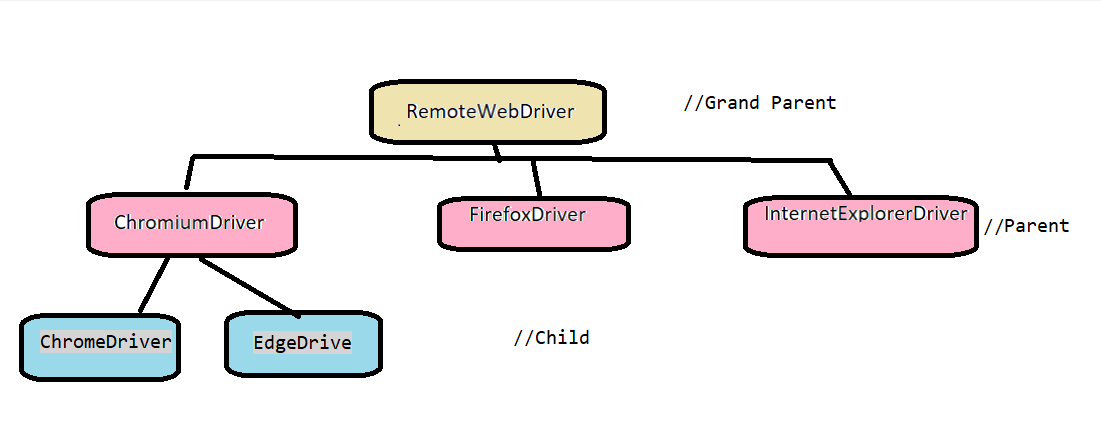 RemoteWebDriver
//Grand Parent
ChromiumDriver
FirefoxDriver
InternetExplorerDriver
//Parent
ChromeDriver
EdgeDrive
//Child